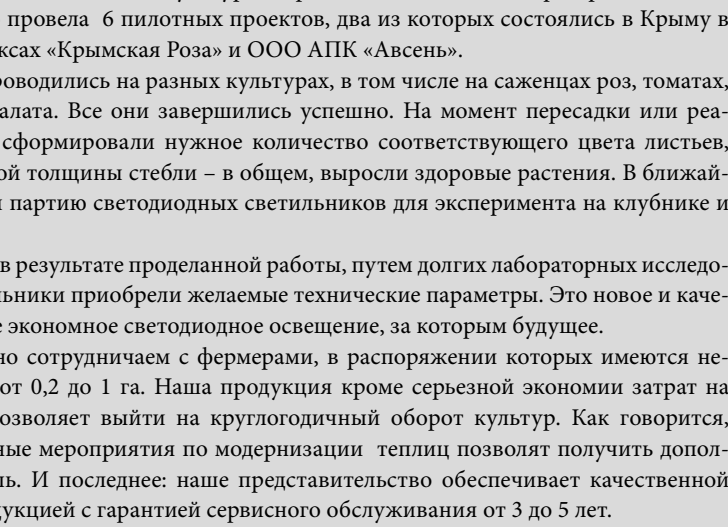 провела 6 пилотных проектов, два из которых состоялись в Крыму в
ксах «Крымская Роза» и ООО АПК «Авсень».
роводились на разных культурах, в том числе на саженцах роз, томатах,
алата. Все они завершились успешно. На момент пересадки или реа-
сформировали нужное количество соответствующего цвета листьев,
ой толщины стебли – в общем, выросли здоровые растения. В ближай-
партию светодиодных светильников для эксперимента на клубнике и
в результате проделанной работы, путем долгих лабораторных исследо-
льники приобрели желаемые технические параметры. Это новое и каче-
е экономное светодиодное освещение, за которым будущее.
но сотрудничаем с фермерами, в распоряжении которых имеются не-
от 0,2 до 1 га. Наша продукция кроме серьезной экономии затрат на
озволяет выйти на круглогодичный оборот культур. Как говорится,
ные мероприятия по модернизации теплиц позволят получить допол-
ль. И последнее: наше представительство обеспечивает качественной
дукцией с гарантией сервисного обслуживания от 3 до 5 лет.